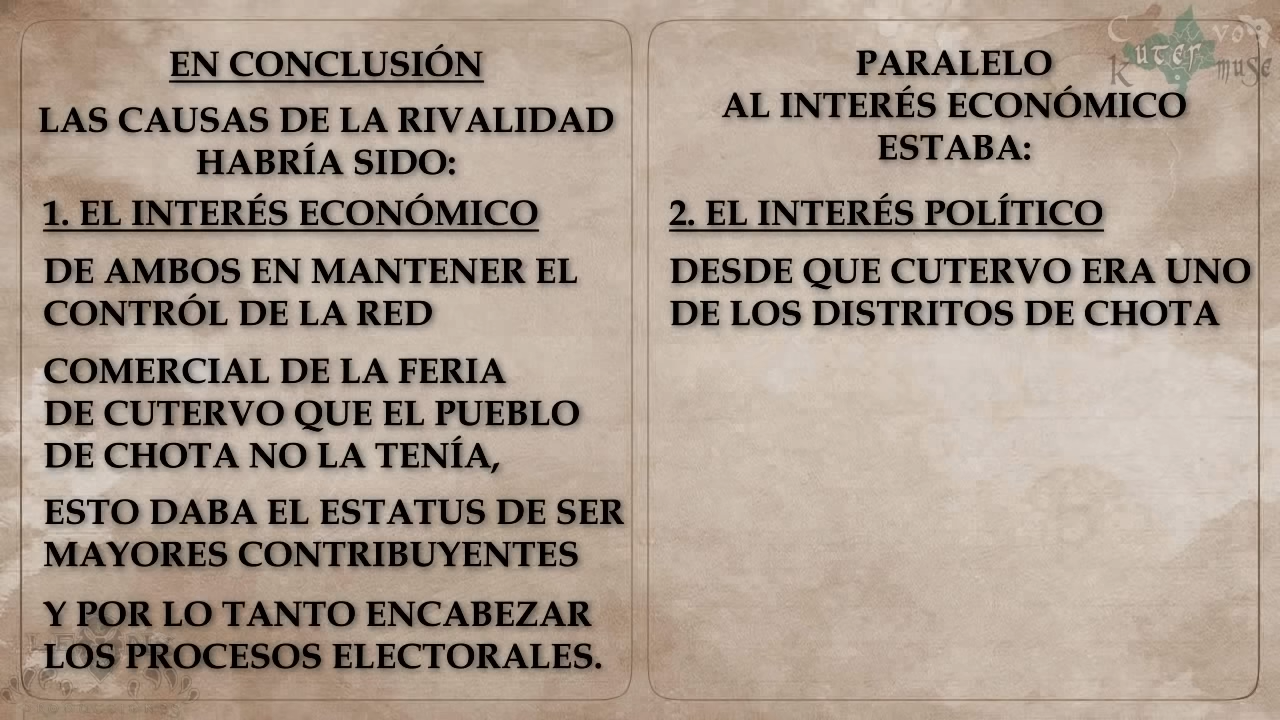 EN CONCLUSIÓN
LAS CAUSAS DE LA RIVALIDAD
HABRÍA SIDO:
1. EL INTERÉS ECONÓMICO
DE AMBOS EN MANTENER EL
CONTRÓL DE LA RED
COMERCIAL DE LA FERIA
DE CUTERVO QUE EL PUEBLO
DE CHOTA NO LA TENÍA,
ESTO DABA EL ESTATUS DE SER
MAYORES CONTRIBUYENTES
Y POR LO TANTO ENCABEZAR
LOS PROCESOS ELECTORALES.
PARALELO
AL INTERÉS ECONÓMICO
ESTABA:
2. EL INTERÉS POLÍTICO
DESDE QUE CUTERVO ERA UNO
DE LOS DISTRITOS DE CHOTA